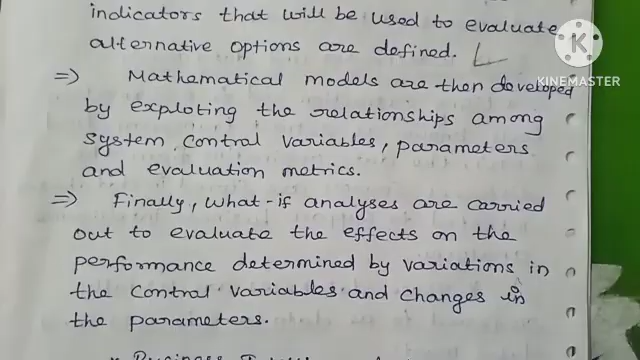 indicators that will be used to evaluate
alternative options are defined.
=> Mathematical models are then developed
by exploting the relationships among
system control variables, parameters
and evaluation metrics.
=> Finally, what-if analyses are carried
out to evaluate the effects on the
performance determined by variations in
the control variables and changes in
the parameters.
K
KINEMASTER